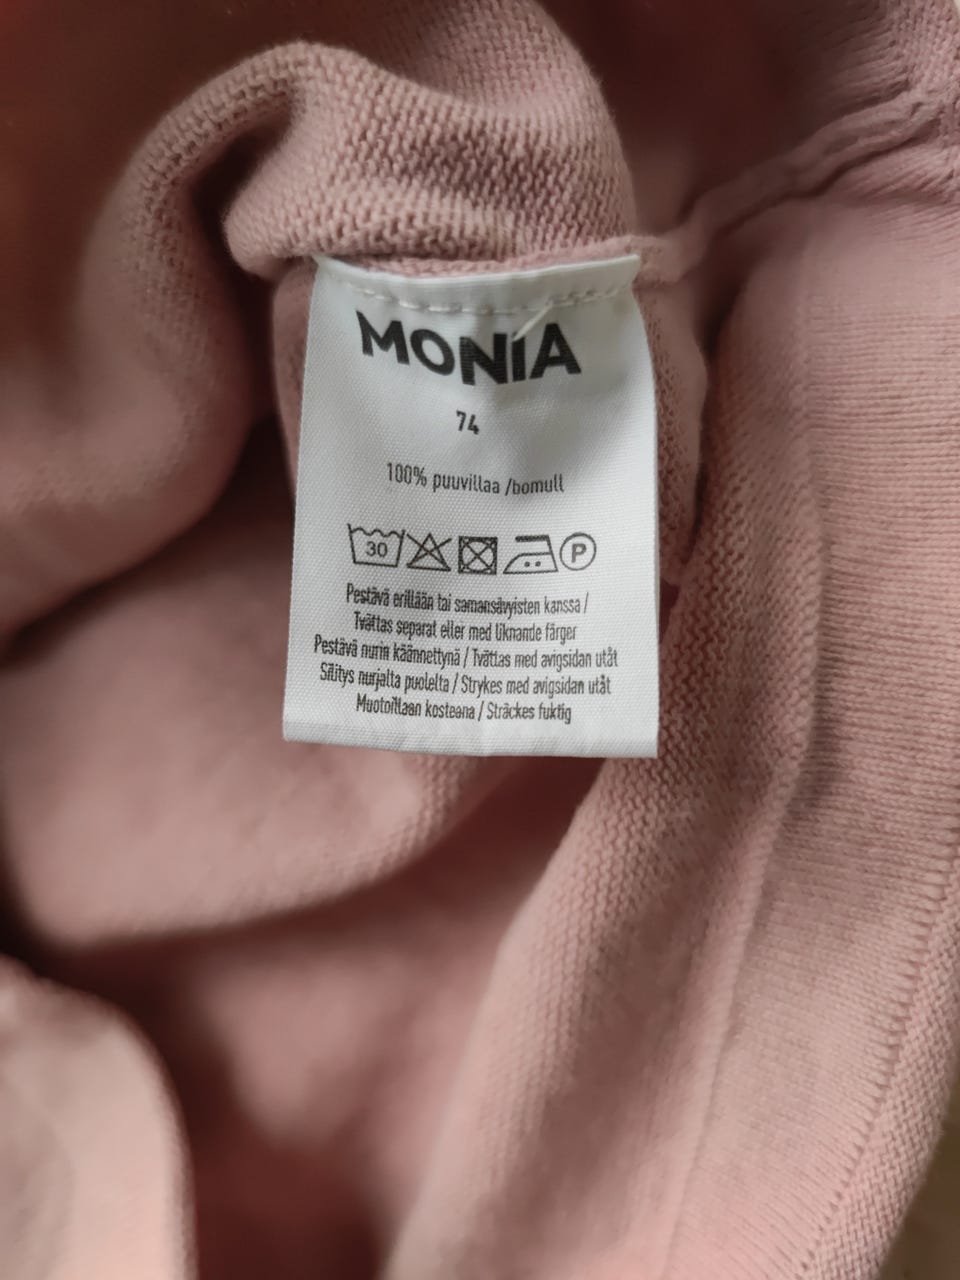 MONIA
74
100% puuvillaa /bomull
30 P
Pestävä erillään tai samansävyisten kanssa /
Tvättas separat eller med liknande färger
Pestävä nurin käännettynä / Tvättas med avigsidan utåt
Silitys nurjalta puolelta / Strykes med avigsidan utåt
Muotoillaan kosteana / Sträckes fuktig